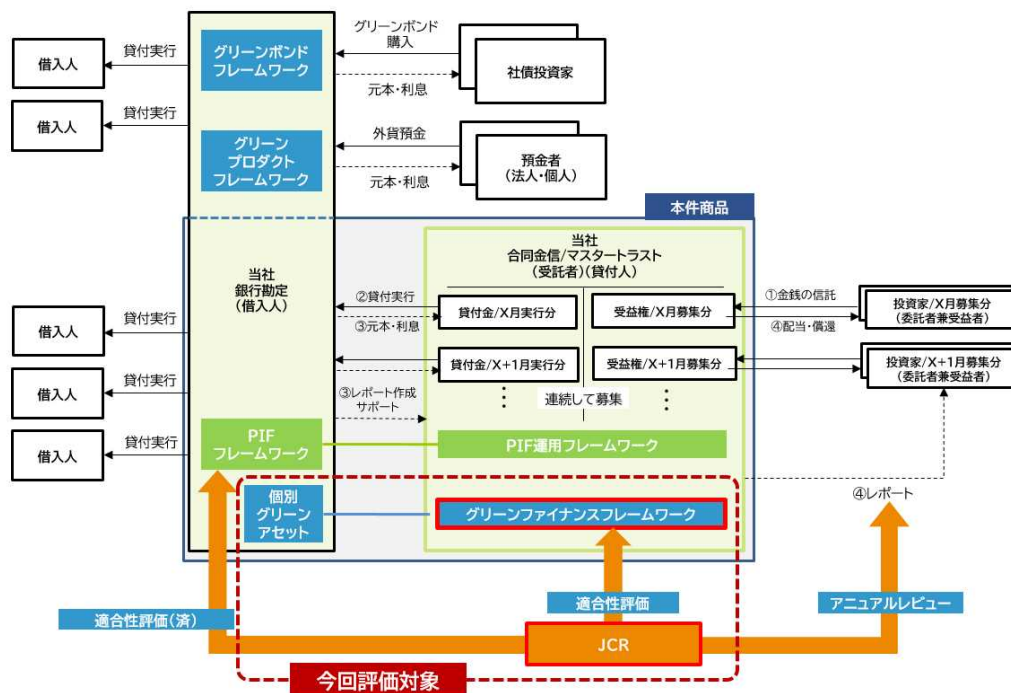 グリーンボンド
購入
貸付実行
借入人
グリーンボンド
フレームワーク
社債投資家
元本・利息
貸付実行
借入人
外貨預金
グリーン
プロダクト
フレームワーク
預金者
（法人・個人）
元本・利息
本件商品
当社
合同金信/マスタートラスト
（受託者）（貸付人）
当社
銀行勘定
（借入人）
②貸付実行
③元本・利息
貸付金/X月実行分
受益権/X月募集分
①金銭の信託
④配当・償還
投資家/X月募集分
（委託者兼受益者）
貸付実行
借入人
貸付金/X+1月実行分
受益権/X+1月募集分
投資家/X+1月募集分
（委託者兼受益者）
貸付実行
借入人
③レポート作成
サポート
⋮
連続して募集
⋮
貸付実行
借入人
PIF
フレームワーク
PIF運用フレームワーク
個別
グリーン
アセット
グリーンファイナンスフレームワーク
④レポート
適合性評価（済）
適合性評価
アニュアルレビュー
JCR
今回評価対象